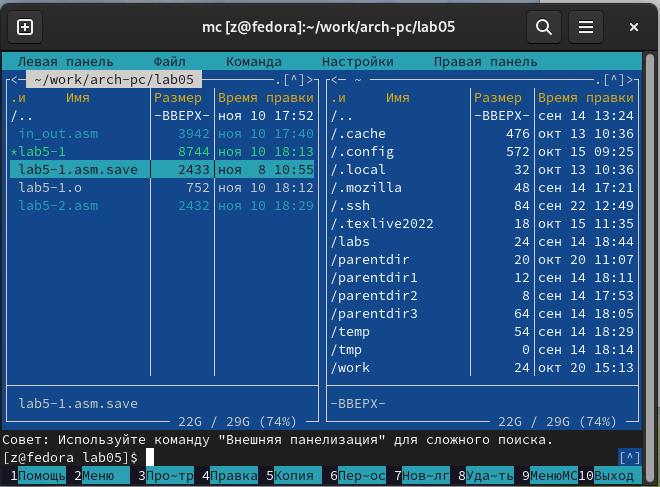 mc [z@fedora]:~/work/arch-pc/lab05
Левая панель Файл Команда Настройки Правая панель
<— ~/work/arch-pc/lab05 .[^]> <— ~ .[^]>
.и Имя Размер Время правки .и Имя Размер Время правки
/.. -ВВЕРХ- ноя 10 17:52 /.. -ВВЕРХ- сен 14 13:24
in_out.asm 3942 ноя 10 17:40 /.cache 476 окт 13 10:36
*lab5-1 8744 ноя 10 18:13 /.config 572 окт 15 09:25
lab5-1.asm.save 2433 ноя 8 10:55 /.local 32 окт 13 10:36
lab5-1.o 752 ноя 10 18:12 /.mozilla 48 сен 14 17:21
lab5-2.asm 2432 ноя 10 18:29 /.ssh 84 сен 22 12:49
/.texlive2022 18 окт 15 11:35
/labs 24 сен 14 18:44
/parentdir 20 окт 20 11:07
/parentdir1 12 сен 14 18:11
/parentdir2 8 сен 14 17:53
/parentdir3 64 сен 14 18:05
/temp 54 сен 14 18:29
/tmp 0 сен 14 18:14
/work 24 окт 20 15:13
lab5-1.asm.save -ВВЕРХ-
22G / 29G (74%) 22G / 29G (74%)
Совет: Используйте команду "Внешняя панелизация" для сложного поиска.
[z@fedora lab05]$ [^]
1Помощь 2Меню 3Про~тр 4Правка 5Копия 6Пер~ос 7Нов~лг 8Уда~ть 9МенюMC 10Выход